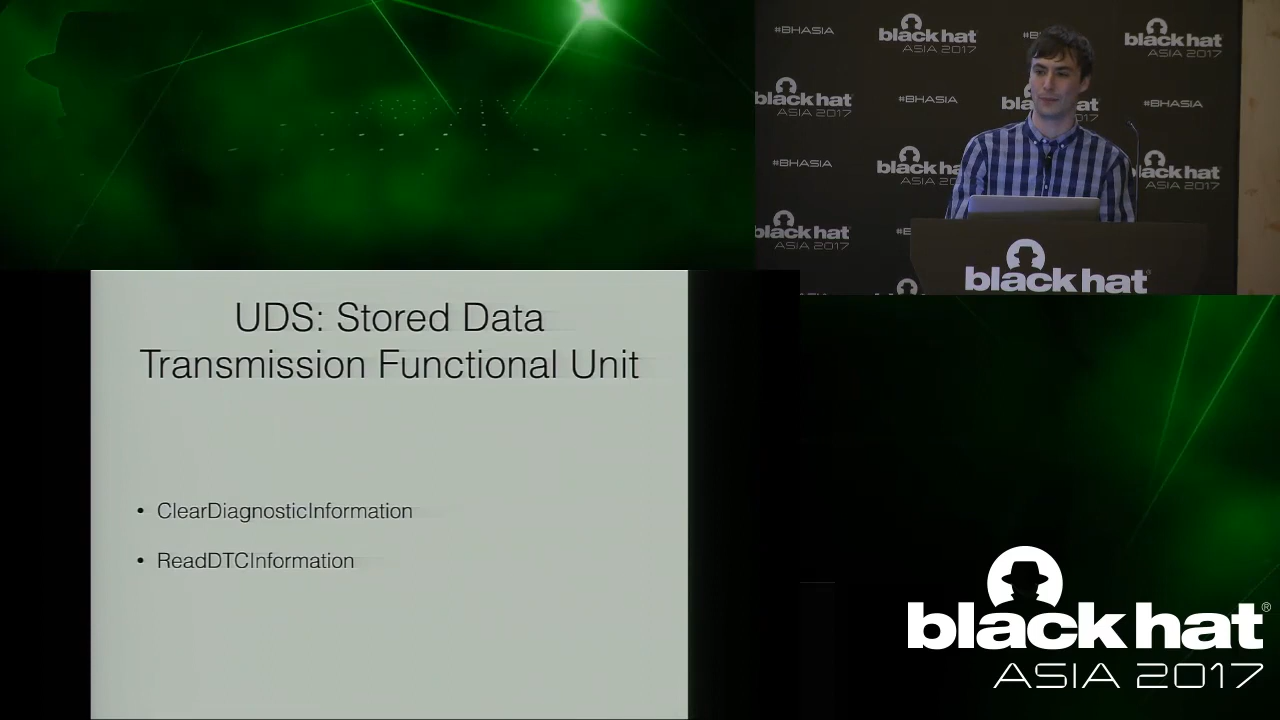 #BHASIA
black hat
ASIA 2017
#B
black hat
ASIA 2017
black hat
ASIA 2017
#BHASIA
black hat
ASIA 2017
#BHASIA
#BHASIA
black hat
ASIA 20
black hat
ASIA 2017
black hat
ASIA 2017
#B
black hat
UDS: Stored Data
Transmission Functional Unit
• ClearDiagnosticInformation
• ReadDTCInformation
black hat®
ASIA 2017